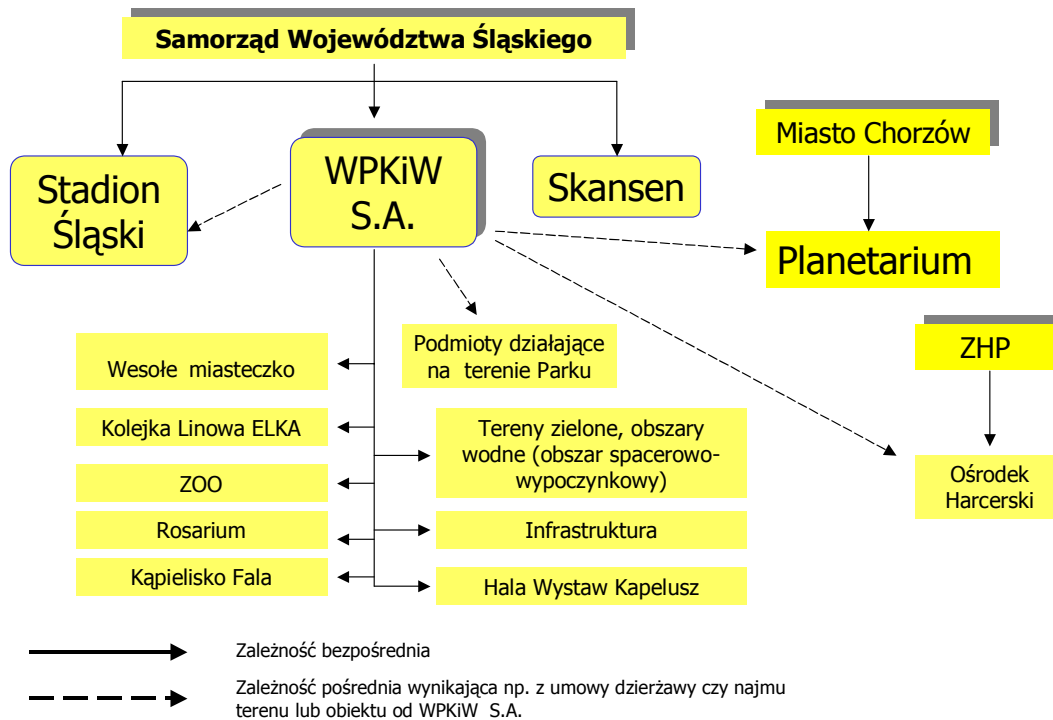 Samorząd Województwa Śląskiego
Miasto Chorzów
Stadion
Śląski
WPKiW
S.A.
Skansen
Planetarium
Podmioty działające
na terenie Parku
ZHP
Wesołe miasteczko
Kolejka Linowa ELKA
ZOO
Rosarium
Kąpielisko Fala
Tereny zielone, obszary
wodne (obszar spacerowo-
wypoczynkowy)
Infrastruktura
Hala Wystaw Kapelusz
Ośrodek
Harcerski
Zależność bezpośrednia
Zależność pośrednia wynikająca np. z umowy dzierżawy czy najmu
terenu lub obiektu od WPKiW S.A.